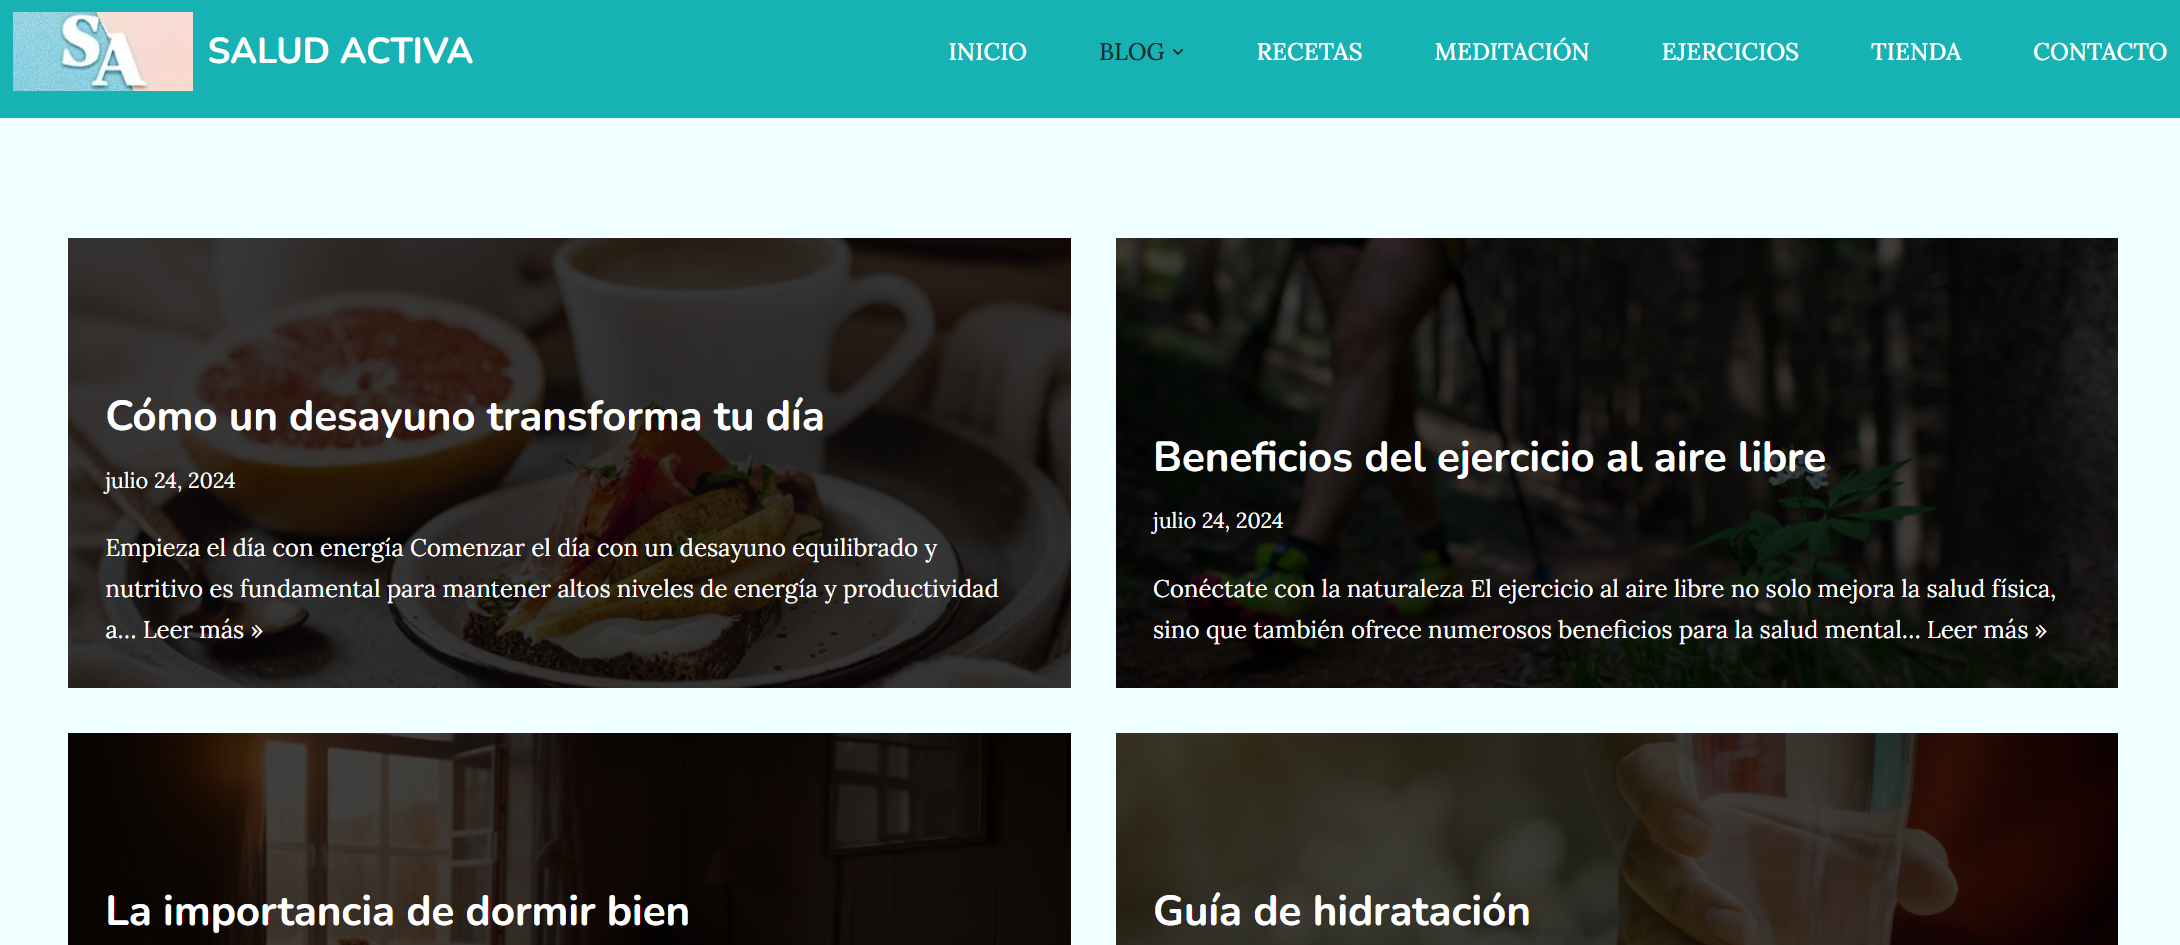 SA
SALUD ACTIVA
INICIO
BLOG
RECETAS
MEDITACIÓN
EJERCICIOS
TIENDA
CONTACTO
Cómo un desayuno transforma tu día
julio 24, 2024
Empieza el día con energía Comenzar el día con un desayuno equilibrado y
nutritivo es fundamental para mantener altos niveles de energía y productividad
a... Leer más »
Beneficios del ejercicio al aire libre
julio 24, 2024
Conéctate con la naturaleza El ejercicio al aire libre no solo mejora la salud física,
sino que también ofrece numerosos beneficios para la salud mental... Leer más »
La importancia de dormir bien
Guía de hidratación